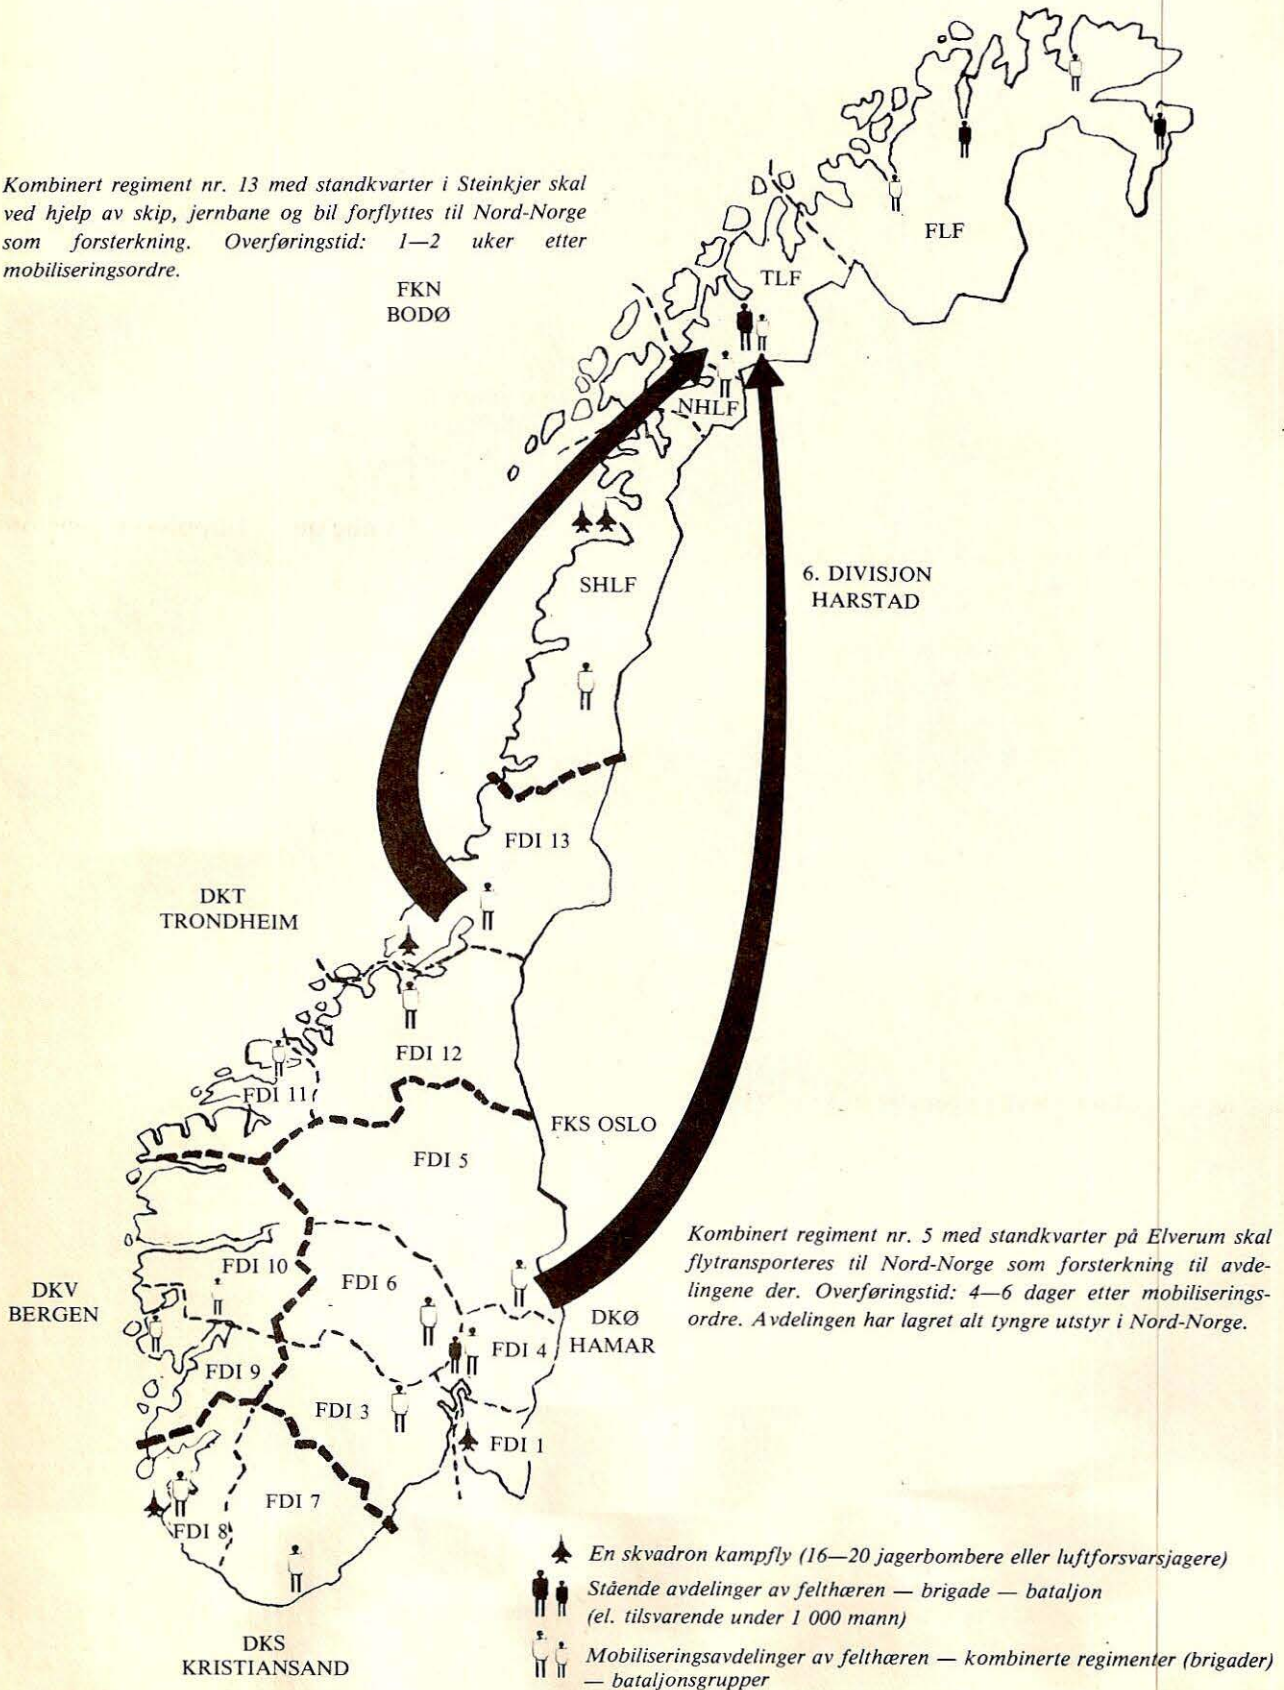 Kombinert regiment nr. 13 med standkvarter i Steinkjer skal
ved hjelp av skip, jernbane og bil forflyttes til Nord-Norge
som forsterkning. Overføringstid: 1—2 uker etter
mobiliseringsordre.
FKN
BODØ
FLF
TLF
NHLF
6. DIVISJON
HARSTAD
SHLF
FDI 13
DKT
TRONDHEIM
FDI 12
FDI 11
FKS OSLO
FDI 5
Kombinert regiment nr. 5 med standkvarter på Elverum skal
flytransporteres til Nord-Norge som forsterkning til avde-
lingene der. Overføringstid: 4—6 dager etter mobiliserings-
ordre. Avdelingen har lagret alt tyngre utstyr i Nord-Norge.
FDI 10
FDI 6
DKV
BERGEN
DKØ
HAMAR
FDI 4
FDI 9
FDI 3
FDI 1
FDI 7
FDI 8
En skvadron kampfly (16—20 jagerbombere eller luftforsvarsjagere)
Stående avdelinger av felthæren — brigade — bataljon
(el. tilsvarende under 1 000 mann)
DKS
KRISTIANSAND
Mobiliseringsavdelinger av felthæren — kombinerte regimenter (brigader)
— bataljonsgrupper